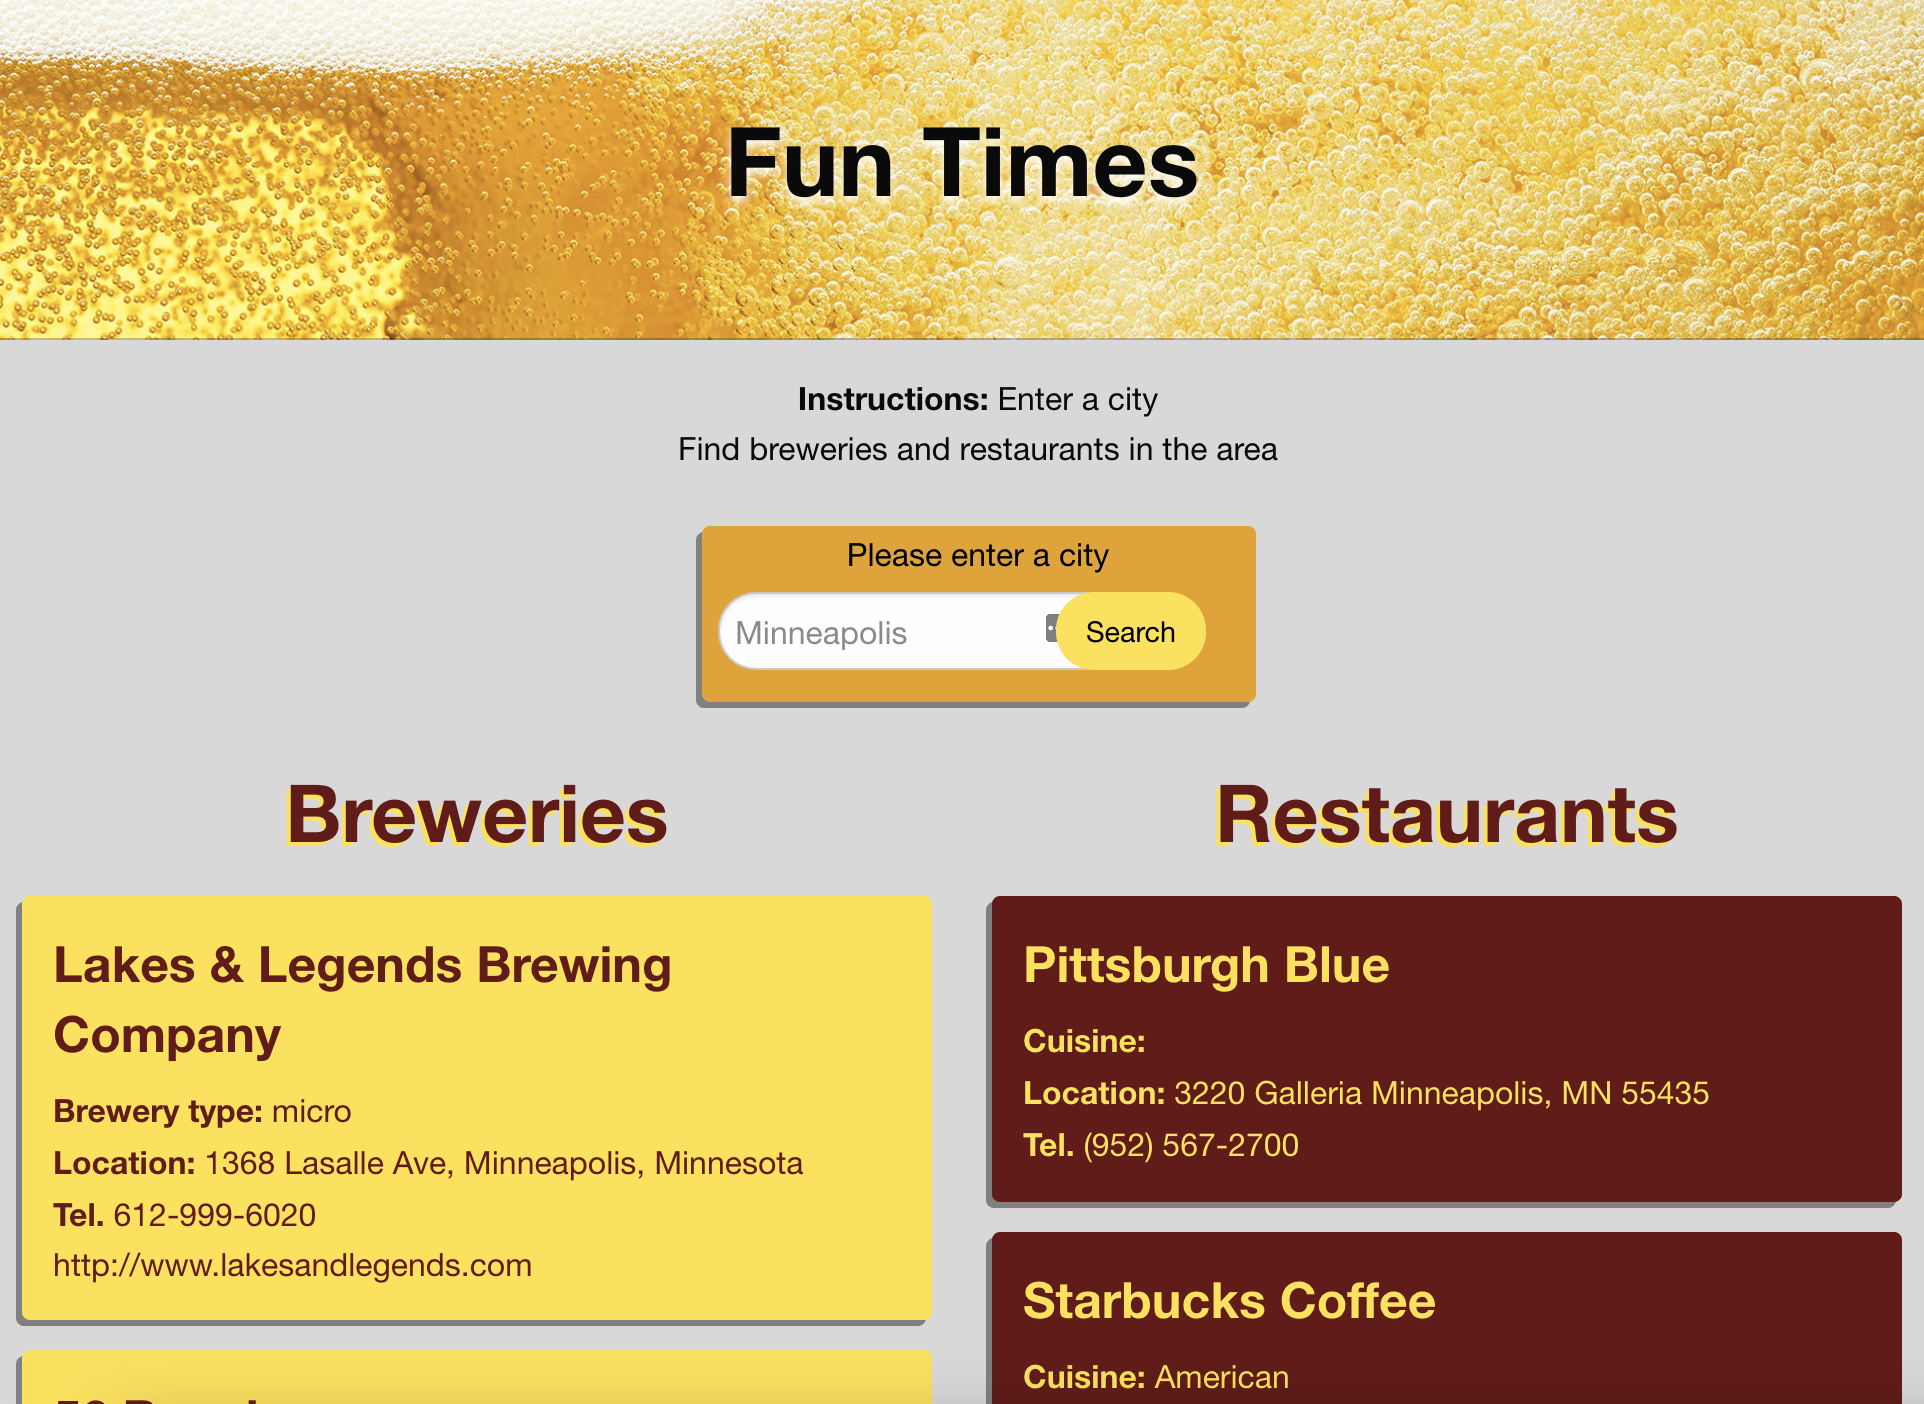 Fun Times
Instructions: Enter a city
Find breweries and restaurants in the area
Please enter a city
Minneapolis
Search
Breweries
Lakes & Legends Brewing
Company
Brewery type: micro
Location: 1368 Lasalle Ave, Minneapolis, Minnesota
Tel. 612-999-6020
http://www.lakesandlegends.com
Restaurants
Pittsburgh Blue
Cuisine:
Location: 3220 Galleria Minneapolis, MN 55435
Tel. (952) 567-2700
Starbucks Coffee
Cuisine: American